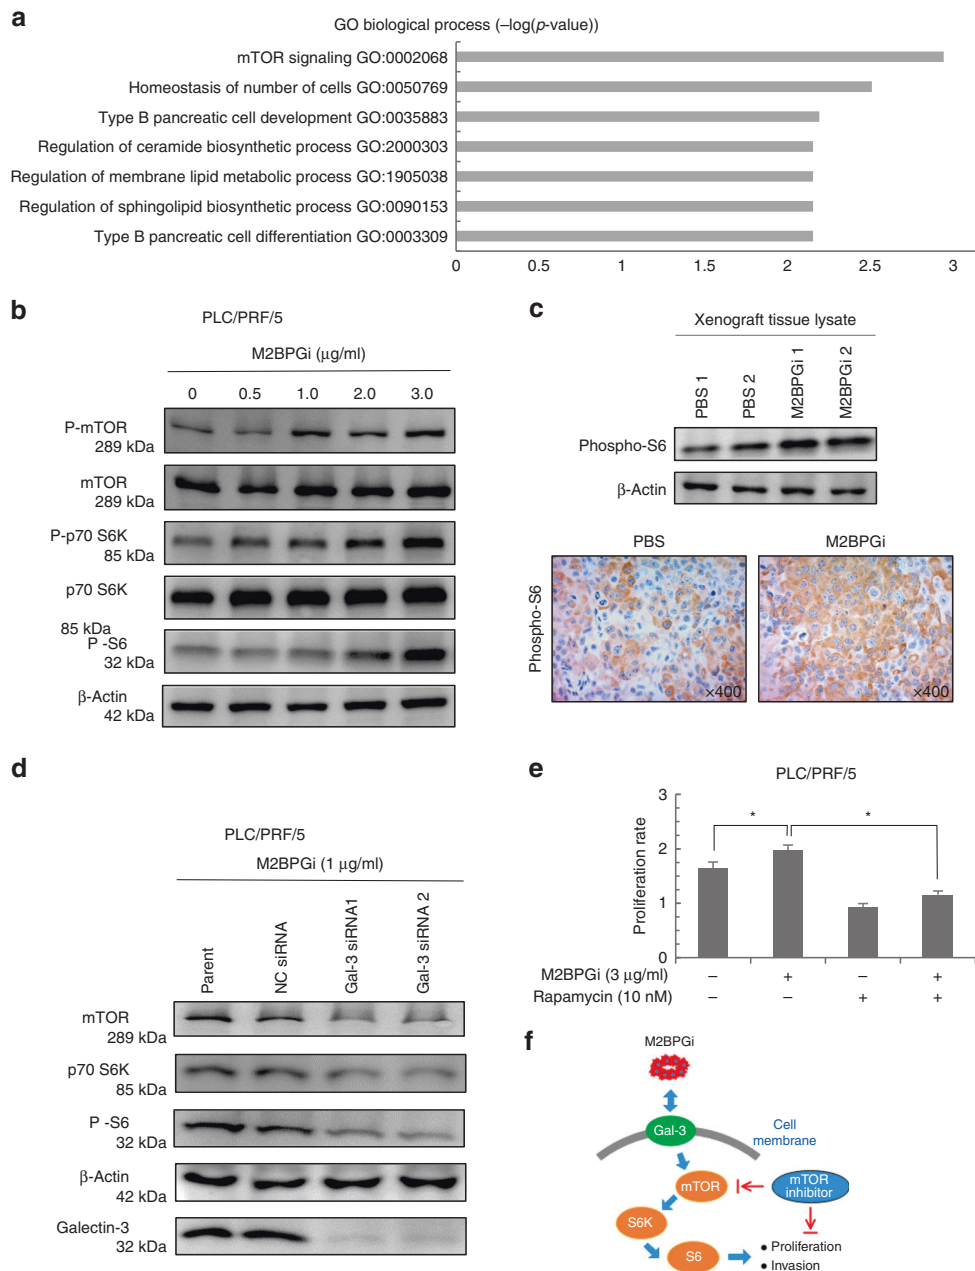 a
GO biological process (–log(p-value))
mTOR signaling GO:0002068
Homeostasis of number of cells GO:0050769
Type B pancreatic cell development GO:0035883
Regulation of ceramide biosynthetic process GO:2000303
Regulation of membrane lipid metabolic process GO:1905038
Regulation of sphingolipid biosynthetic process GO:0090153
Type B pancreatic cell differentiation GO:0003309
0 0.5 1 1.5 2 2.5 3
b
PLC/PRF/5
M2BPGi (μg/ml)
0 0.5 1.0 2.0 3.0
P-mTOR
289 kDa
mTOR
289 kDa
P-p70 S6K
85 kDa
p70 S6K
85 kDa
P -S6
32 kDa
β-Actin
42 kDa
c
Xenograft tissue lysate
PBS 1
PBS 2
M2BPGi 1
M2BPGi 2
Phospho-S6
β-Actin
PBS
M2BPGi
Phospho-S6
×400
×400
d
PLC/PRF/5
M2BPGi (1 μg/ml)
Parent
NC siRNA
Gal-3 siRNA1
Gal-3 siRNA 2
mTOR
289 kDa
p70 S6K
85 kDa
P -S6
32 kDa
β-Actin
42 kDa
Galectin-3
32 kDa
e
PLC/PRF/5
Proliferation rate
3
2
1
0
* *
M2BPGi (3 μg/ml) – + – +
Rapamycin (10 nM) – – + +
f
M2BPGi
Gal-3
Cell
membrane
mTOR
mTOR
inhibitor
S6K
S6
• Proliferation
• Invasion